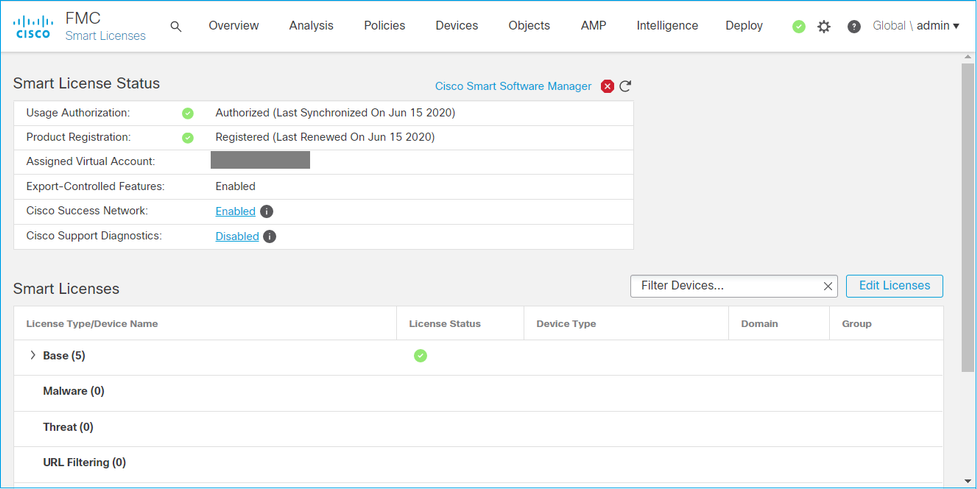 CISCO
FMC
Smart Licenses
Overview
Analysis
Policies
Devices
Objects
AMP
Intelligence
Deploy
?
Global \ admin
Smart License Status
Cisco Smart Software Manager
Usage Authorization: Authorized (Last Synchronized On Jun 15 2020)
Product Registration: Registered (Last Renewed On Jun 15 2020)
Assigned Virtual Account:
Export-Controlled Features: Enabled
Cisco Success Network: Enabled i
Cisco Support Diagnostics: Disabled i
Smart Licenses
Filter Devices...
Edit Licenses
License Type/Device Name License Status Device Type Domain Group
Base (5)
Malware (0)
Threat (0)
URL Filtering (0)